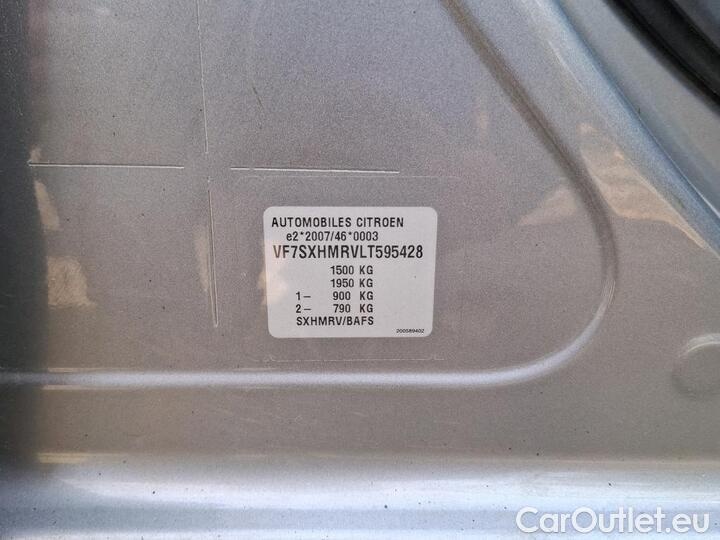 AUTOMOBILES CITROEN
e2*2007/46*0003
VF7SXHMRVLT595428
1500 KG
1950 KG
1– 900 KG
2– 790 KG
SXHMRV/BAFS
200589402
CarOutlet.eu